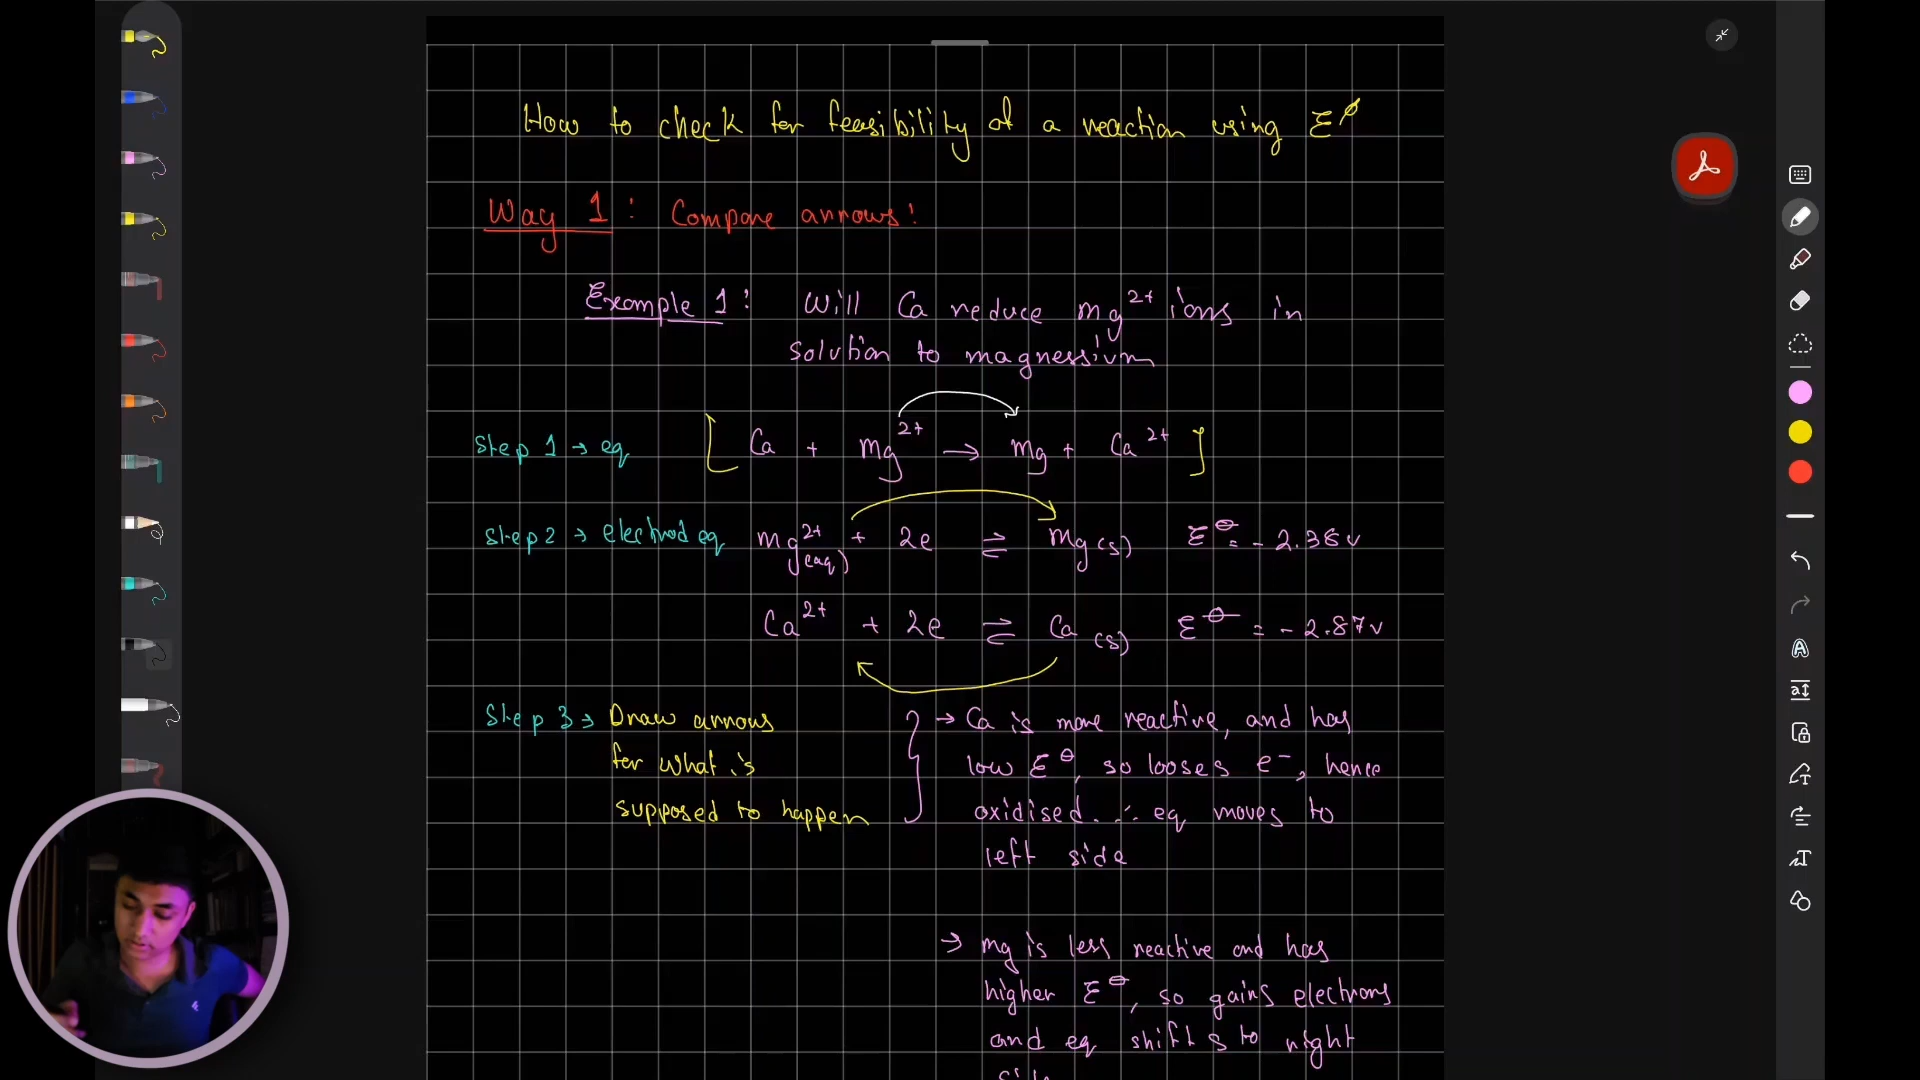 How to check for feasibility of a reaction using E⦵
Way 1: Compare arrows!
Example 1: Will Ca reduce Mg²⁺ ions in
solution to magnessium
Step 1 → eq [ Ca + Mg²⁺ → Mg + Ca²⁺ ]
Step 2 → electrod eq Mg²⁺(aq) + 2e ⇌ Mg(s) E⦵ = - 2.38v
Ca²⁺ + 2e ⇌ Ca(s) E⦵ = - 2.87v
Step 3 → Draw arrows
for what is
supposed to happen
→ Ca is more reactive, and has
low E⦵, so looses e⁻, hence
oxidised. ∴ eq moves to
left side
→ Mg is less reactive and has
higher E⦵, so gains electrons
and eq shifts to right
side